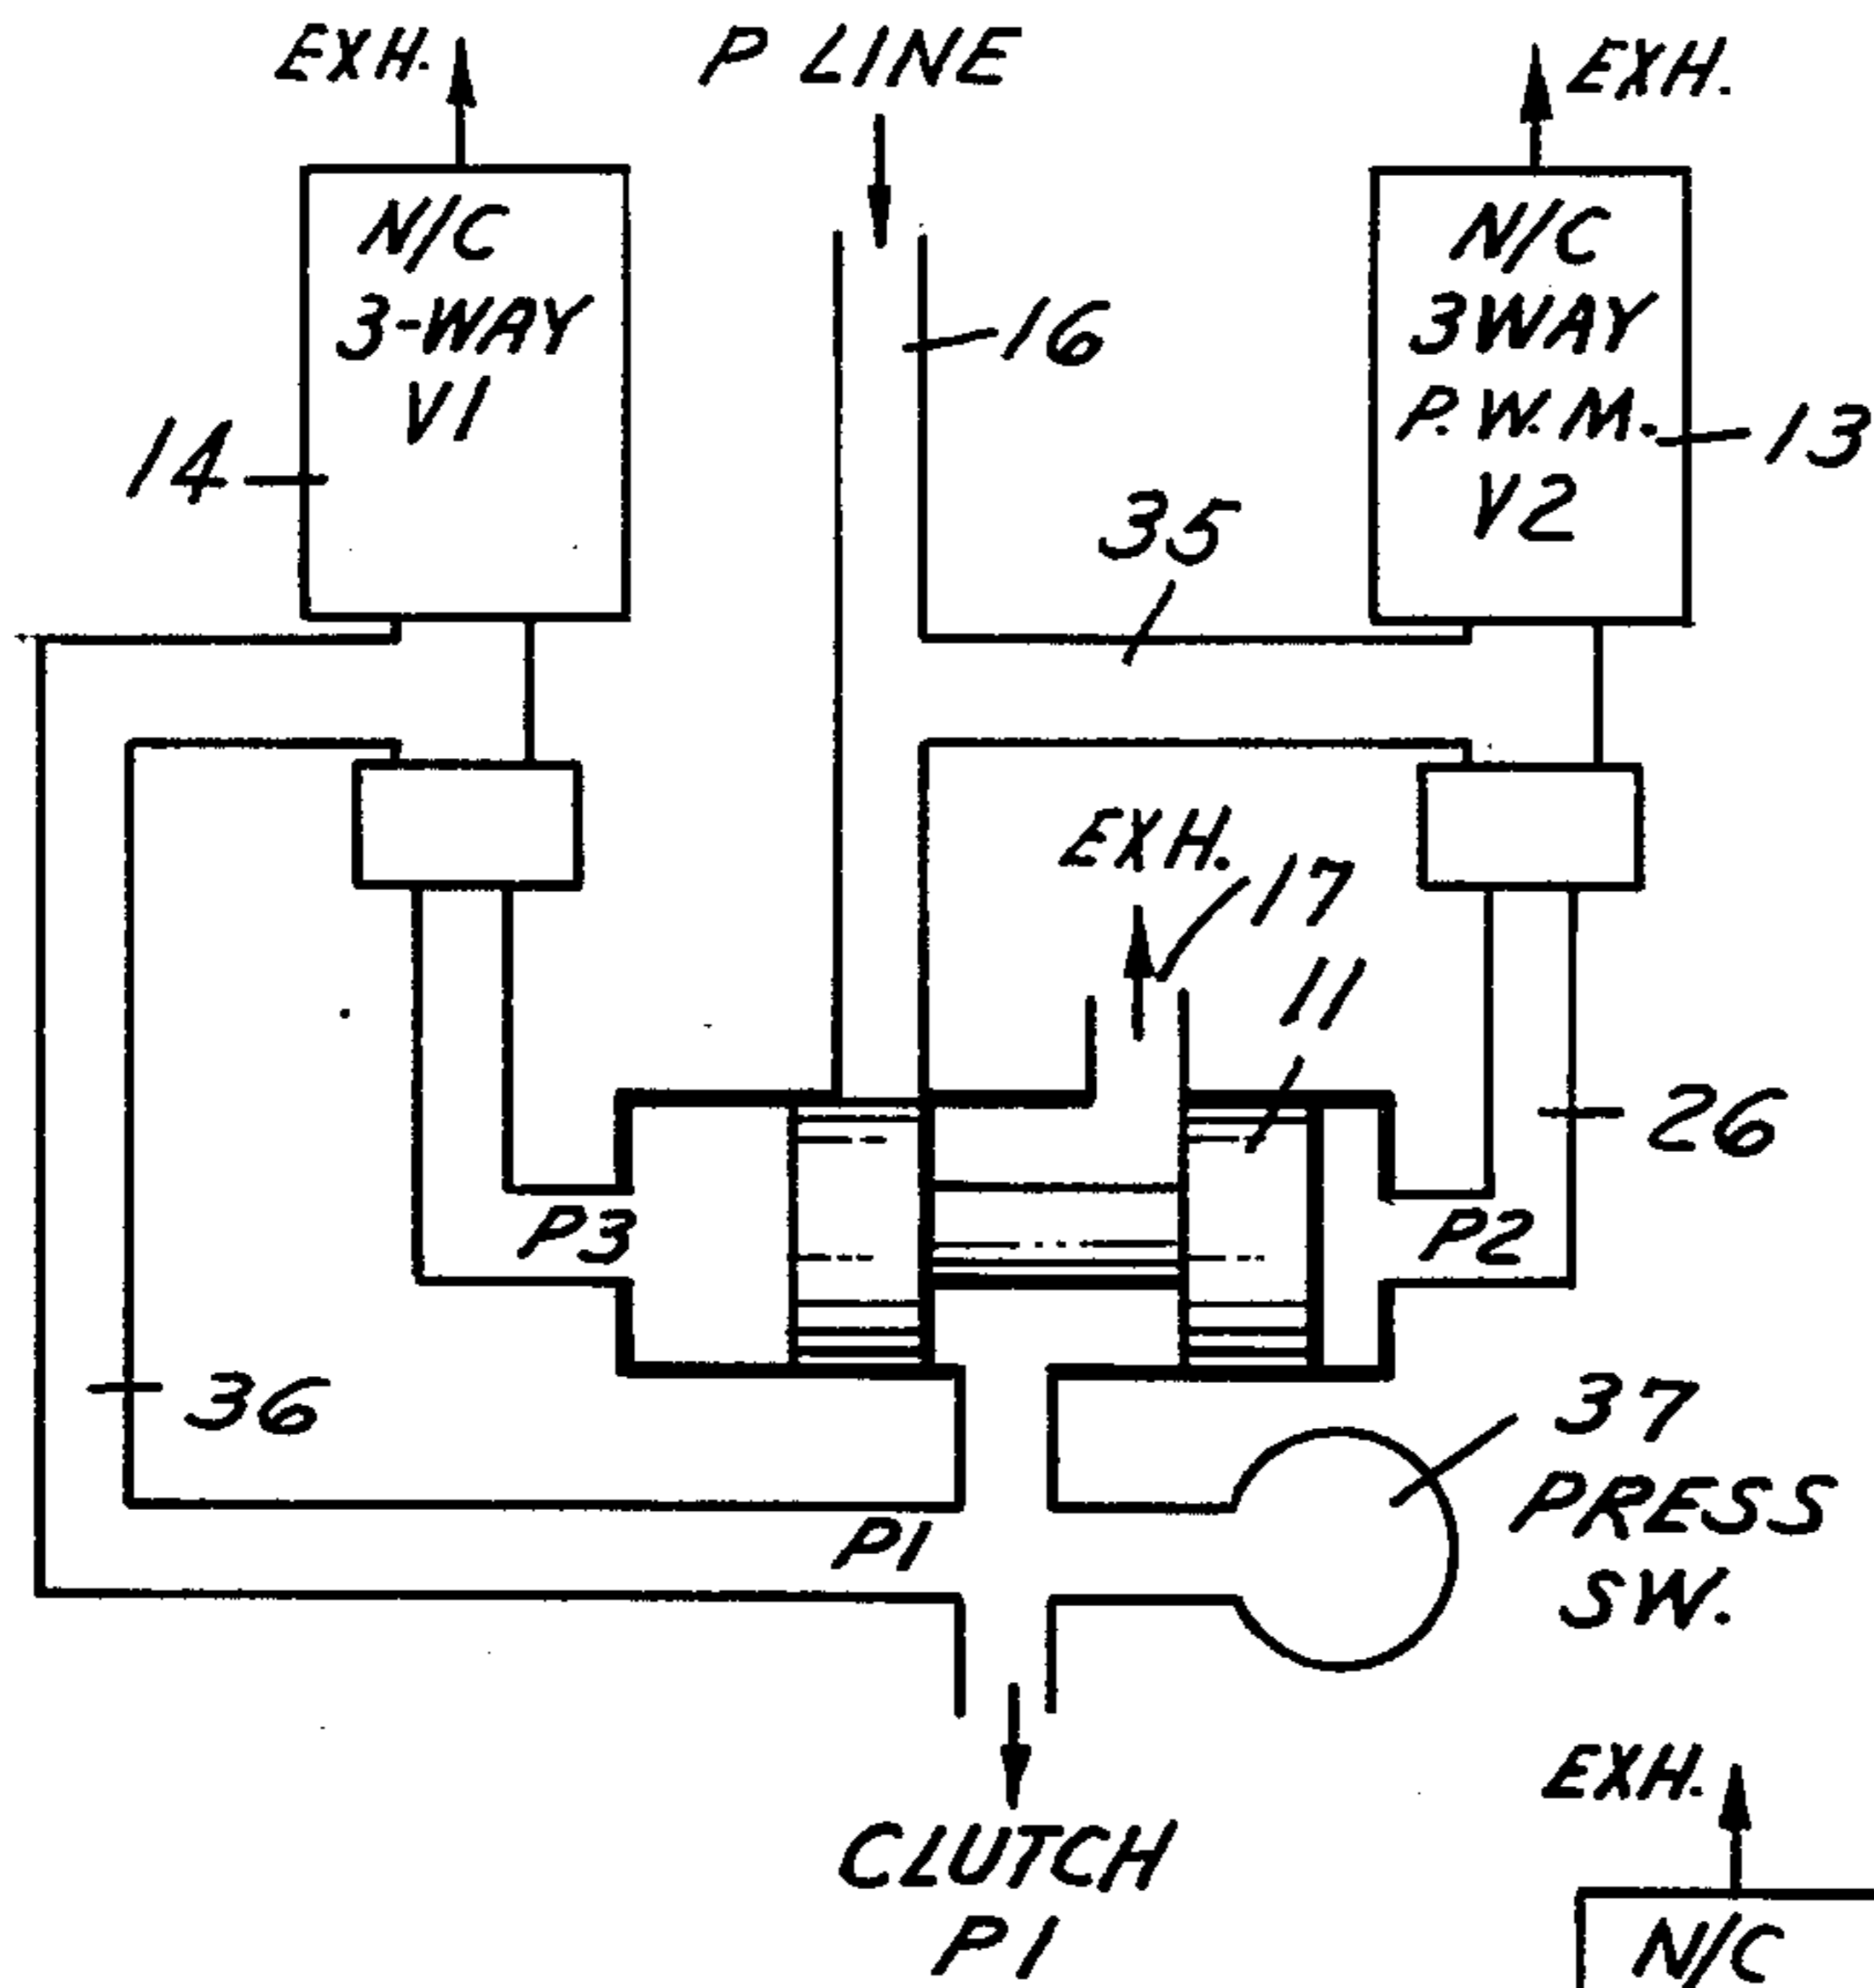 EXH.
P LINE
EXH.
N/C
3-WAY
V1
14
16
N/C
3WAY
P.W.M.
V2
13
35
EXH.
17
11
26
P3
P2
36
37
PRESS
SW.
P1
CLUTCH
P1
EXH.
N/C